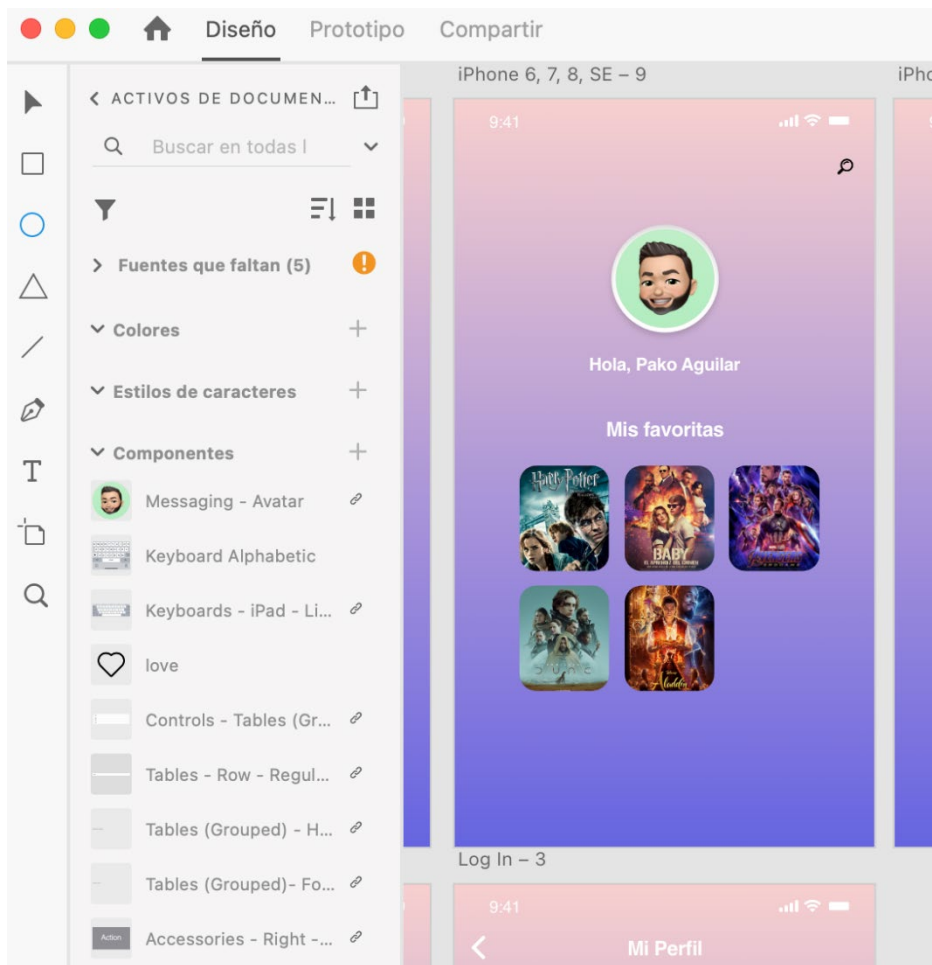 Diseño Prototipo Compartir
ACTIVOS DE DOCUMEN...
Buscar en todas l
Fuentes que faltan (5)
Colores
Estilos de caracteres
Componentes
Messaging - Avatar
Keyboard Alphabetic
Keyboards - iPad - Li...
love
Controls - Tables (Gr...
Tables - Row - Regul...
Tables (Grouped) - H...
Tables (Grouped)- Fo...
Action
Accessories - Right -...
iPhone 6, 7, 8, SE – 9
9:41
Hola, Pako Aguilar
Mis favoritas
Harry Potter
BABY
DUNE
Aladdin
Log In – 3
9:41
Mi Perfil
iPho